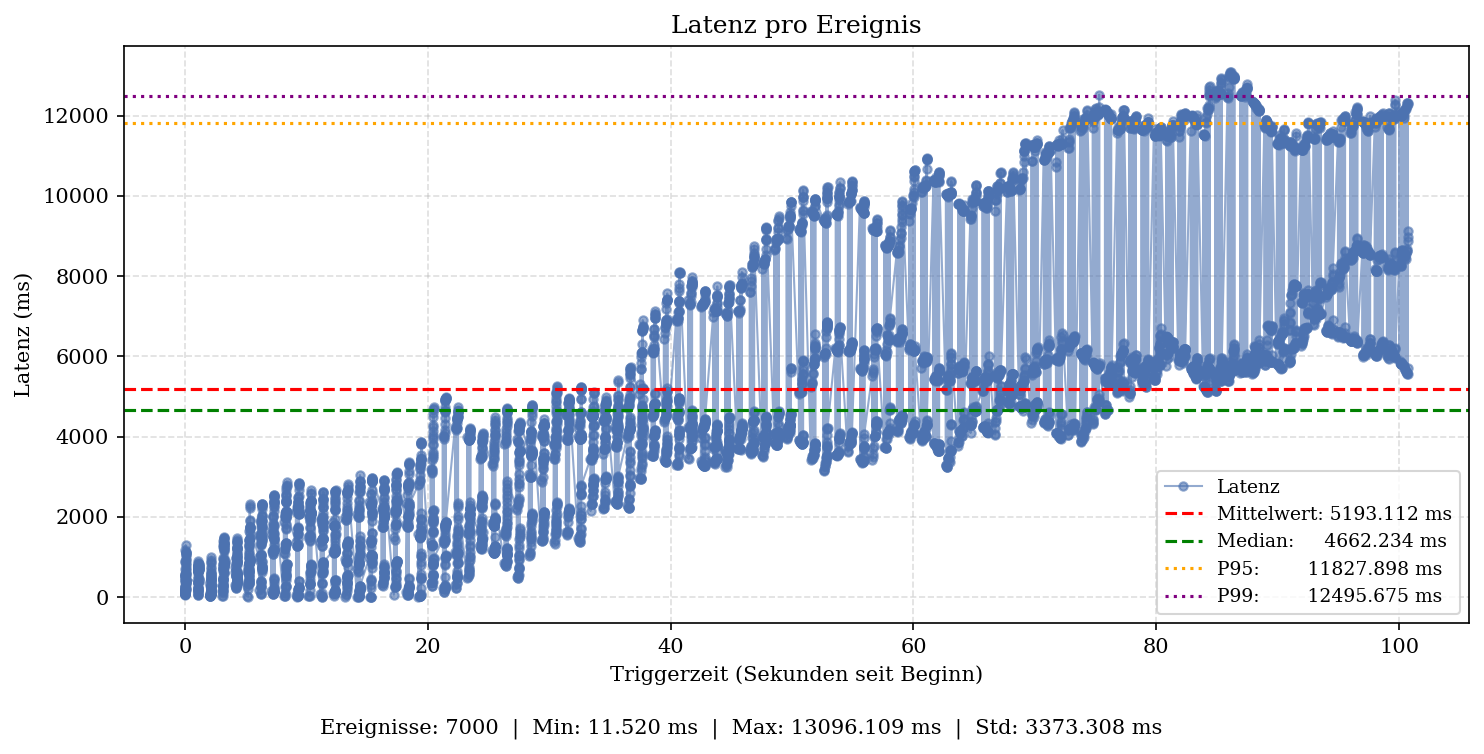 Latenz pro Ereignis
Latenz (ms)
12000
10000
8000
6000
4000
2000
0
Latenz
Mittelwert: 5193.112 ms
Median: 4662.234 ms
P95: 11827.898 ms
P99: 12495.675 ms
0 20 40 60 80 100
Triggerzeit (Sekunden seit Beginn)
Ereignisse: 7000 | Min: 11.520 ms | Max: 13096.109 ms | Std: 3373.308 ms